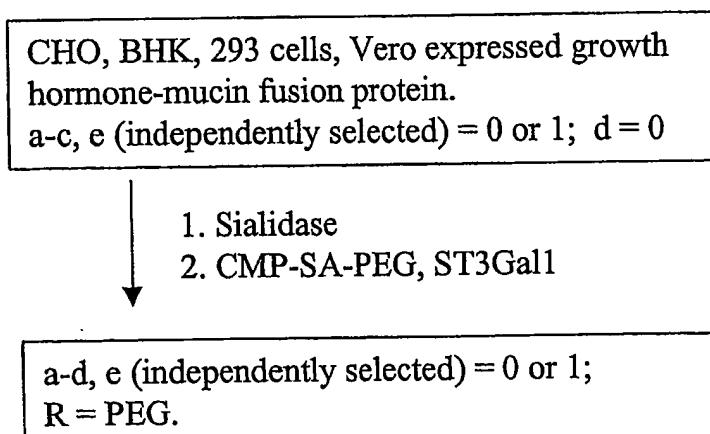 CHO, BHK, 293 cells, Vero expressed growth
hormone-mucin fusion protein.
a-c, e (independently selected) = 0 or 1; d = 0
1. Sialidase
2. CMP-SA-PEG, ST3Gal1
a-d, e (independently selected) = 0 or 1;
R = PEG.